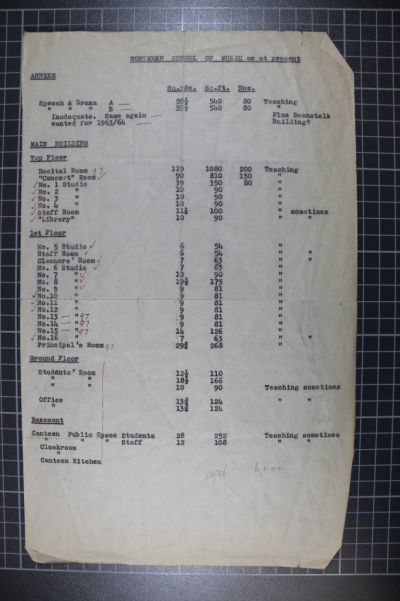 NORTHERN SCHOOL OF MUSIC as at present
ANNEXE
Sq.yds. Sq.ft. Nos.
Speech & Drama A — 59½ 540 80 Teaching
" " " B — 59½ 540 80 "
Inadequate. Same again — Plus Beanstalk
wanted for 1963/64 — Building?
MAIN BUILDING
Top Floor
Recital Room 119 1080 200 Teaching
"Concert" Room 90 810 150 "
No. 1 Studio 39 350 80 "
No. 2 " 10 90 "
No. 3 " 10 90 "
No. 4 " 10 90 "
Staff Room 11½ 100 " sometimes
"Library" 10 90 " "
1st Floor
No. 5 Studio 6 54 "
Staff Room 6 54 " "
Cleaners' Room 7 63 " "
No. 6 Studio 7 63 "
No. 7 " 10 90 "
No. 8 " 19½ 175 "
No. 9 " 9 81 "
No.10 " 9 81 "
No.11 " 9 81 "
No.12 " 9 81 "
No.13 — " 9 81 "
No.14 — " 9 81 "
No.15 — " 14 126 "
No.16 " 7 63 " "
Principal's Room 29¾ 268 "
Ground Floor
Students' Room 12½ 110
" " 18½ 166
" " 10 90 Teaching sometimes
Office 13¾ 124 " "
" 13¾ 124
Basement
Canteen Public Space Students 28 252 Teaching sometimes
" " " Staff 12 108 " "
Cloakroom
"
Canteen Kitchen
6000